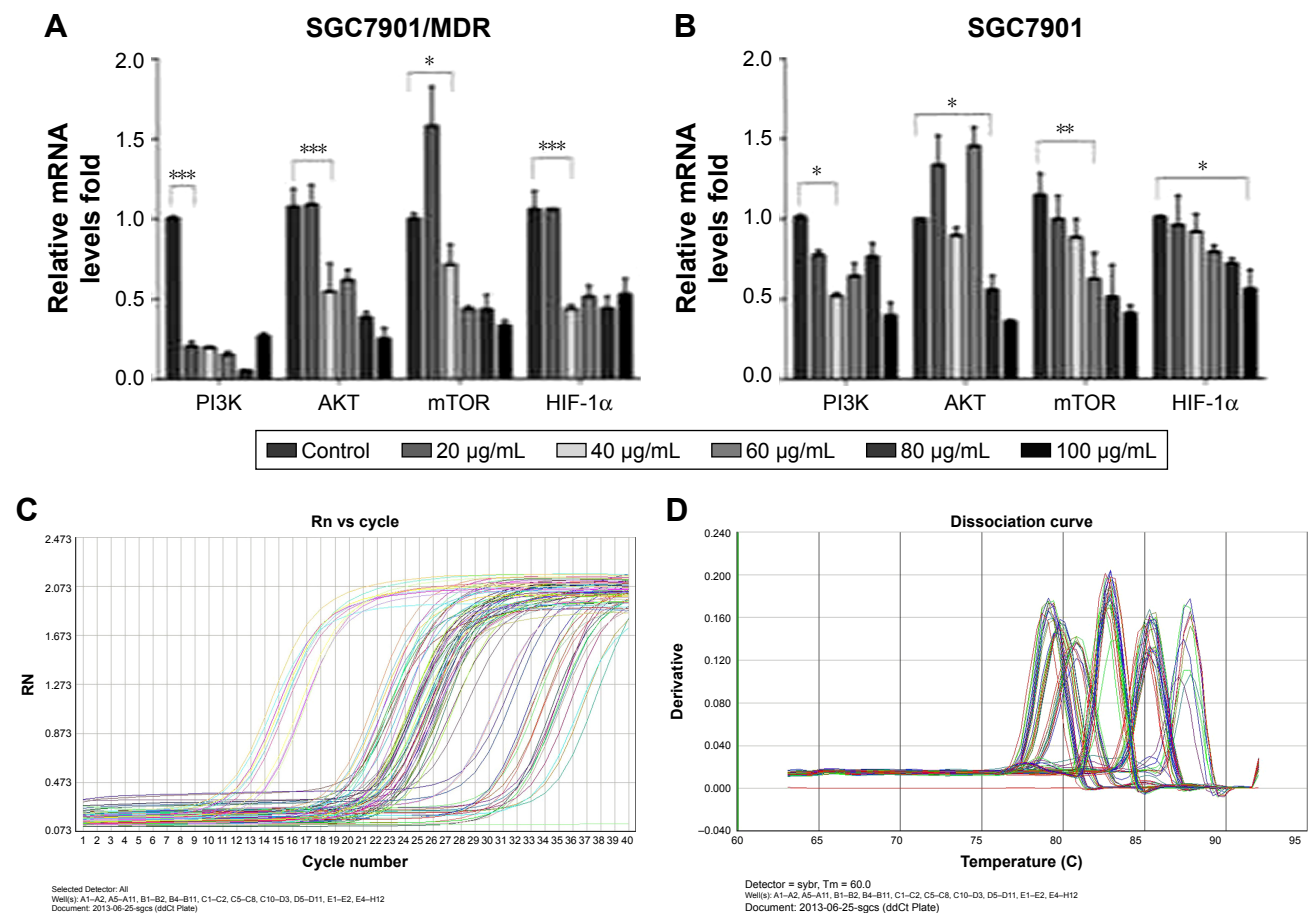 A
SGC7901/MDR
Relative mRNA
levels fold
2.0
1.5
1.0
0.5
0.0
***
***
*
***
PI3K AKT mTOR HIF-1α
B
SGC7901
Relative mRNA
levels fold
2.0
1.5
1.0
0.5
0.0
*
*
**
*
PI3K AKT mTOR HIF-1α
Control 20 µg/mL 40 µg/mL 60 µg/mL 80 µg/mL 100 µg/mL
C
Rn vs cycle
RN
2.473
2.073
1.673
1.273
0.873
0.473
0.073
1 2 3 4 5 6 7 8 9 10 11 12 13 14 15 16 17 18 19 20 21 22 23 24 25 26 27 28 29 30 31 32 33 34 35 36 37 38 39 40
Cycle number
Selected Detector: All
Well(s): A1–A2, A5–A11, B1–B2, B4–B11, C1–C2, C5–C8, C10–D3, D5–D11, E1–E2, E4–H12
Document: 2013-06-25-sgcs (ddCt Plate)
D
Dissociation curve
Derivative
0.240
0.200
0.160
0.120
0.080
0.040
0.000
–0.040
60 65 70 75 80 85 90 95
Temperature (C)
Detector = sybr, Tm = 60.0
Well(s): A1–A2, A5–A11, B1–B2, B4–B11, C1–C2, C5–C8, C10–D3, D5–D11, E1–E2, E4–H12
Document: 2013-06-25-sgcs (ddCt Plate)